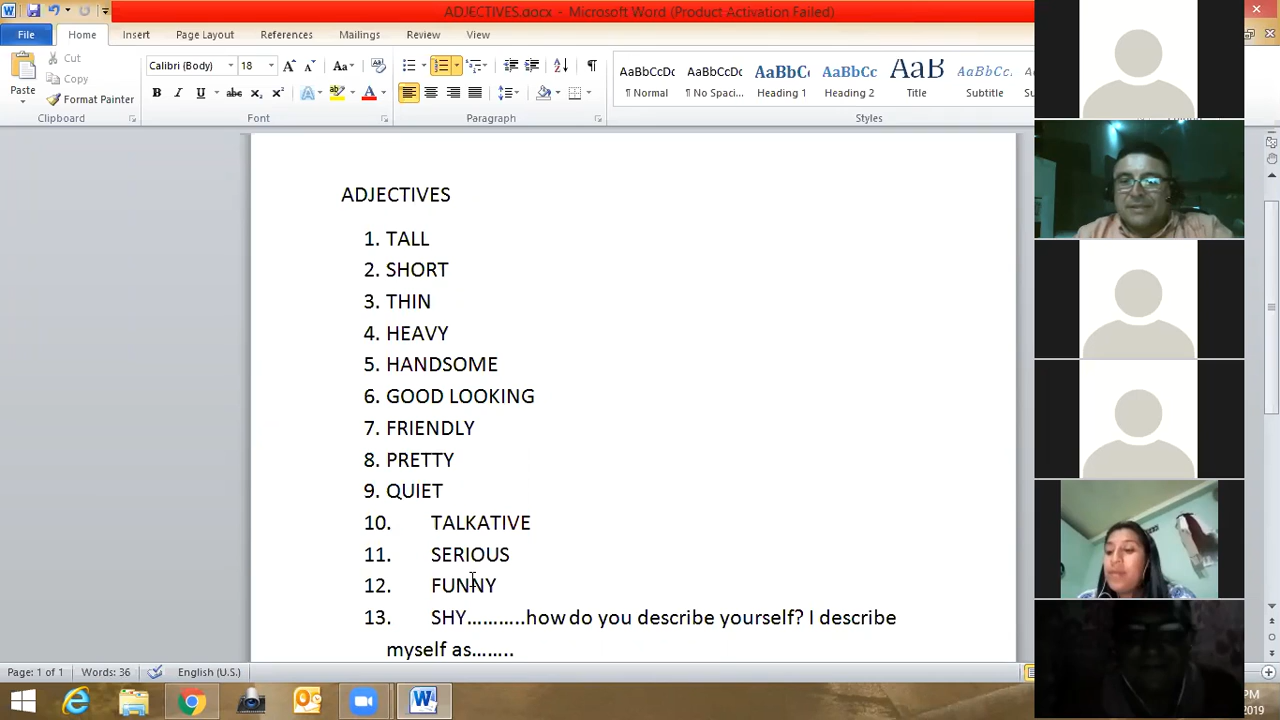 ADJECTIVES.docx - Microsoft Word (Product Activation Failed)
File Home Insert Page Layout References Mailings Review View
Cut
Copy
Paste
Format Painter
Calibri (Body) 18
AaBbCcDc AaBbCcDc AaBbC AaBbCc AaB AaBbCcD
¶ Normal ¶ No Spaci... Heading 1 Heading 2 Title Subtitle
Clipboard Font Paragraph Styles
ADJECTIVES
1. TALL
2. SHORT
3. THIN
4. HEAVY
5. HANDSOME
6. GOOD LOOKING
7. FRIENDLY
8. PRETTY
9. QUIET
10. TALKATIVE
11. SERIOUS
12. FUNNY
13. SHY...........how do you describe yourself? I describe
myself as........
Page: 1 of 1 Words: 36 English (U.S.)